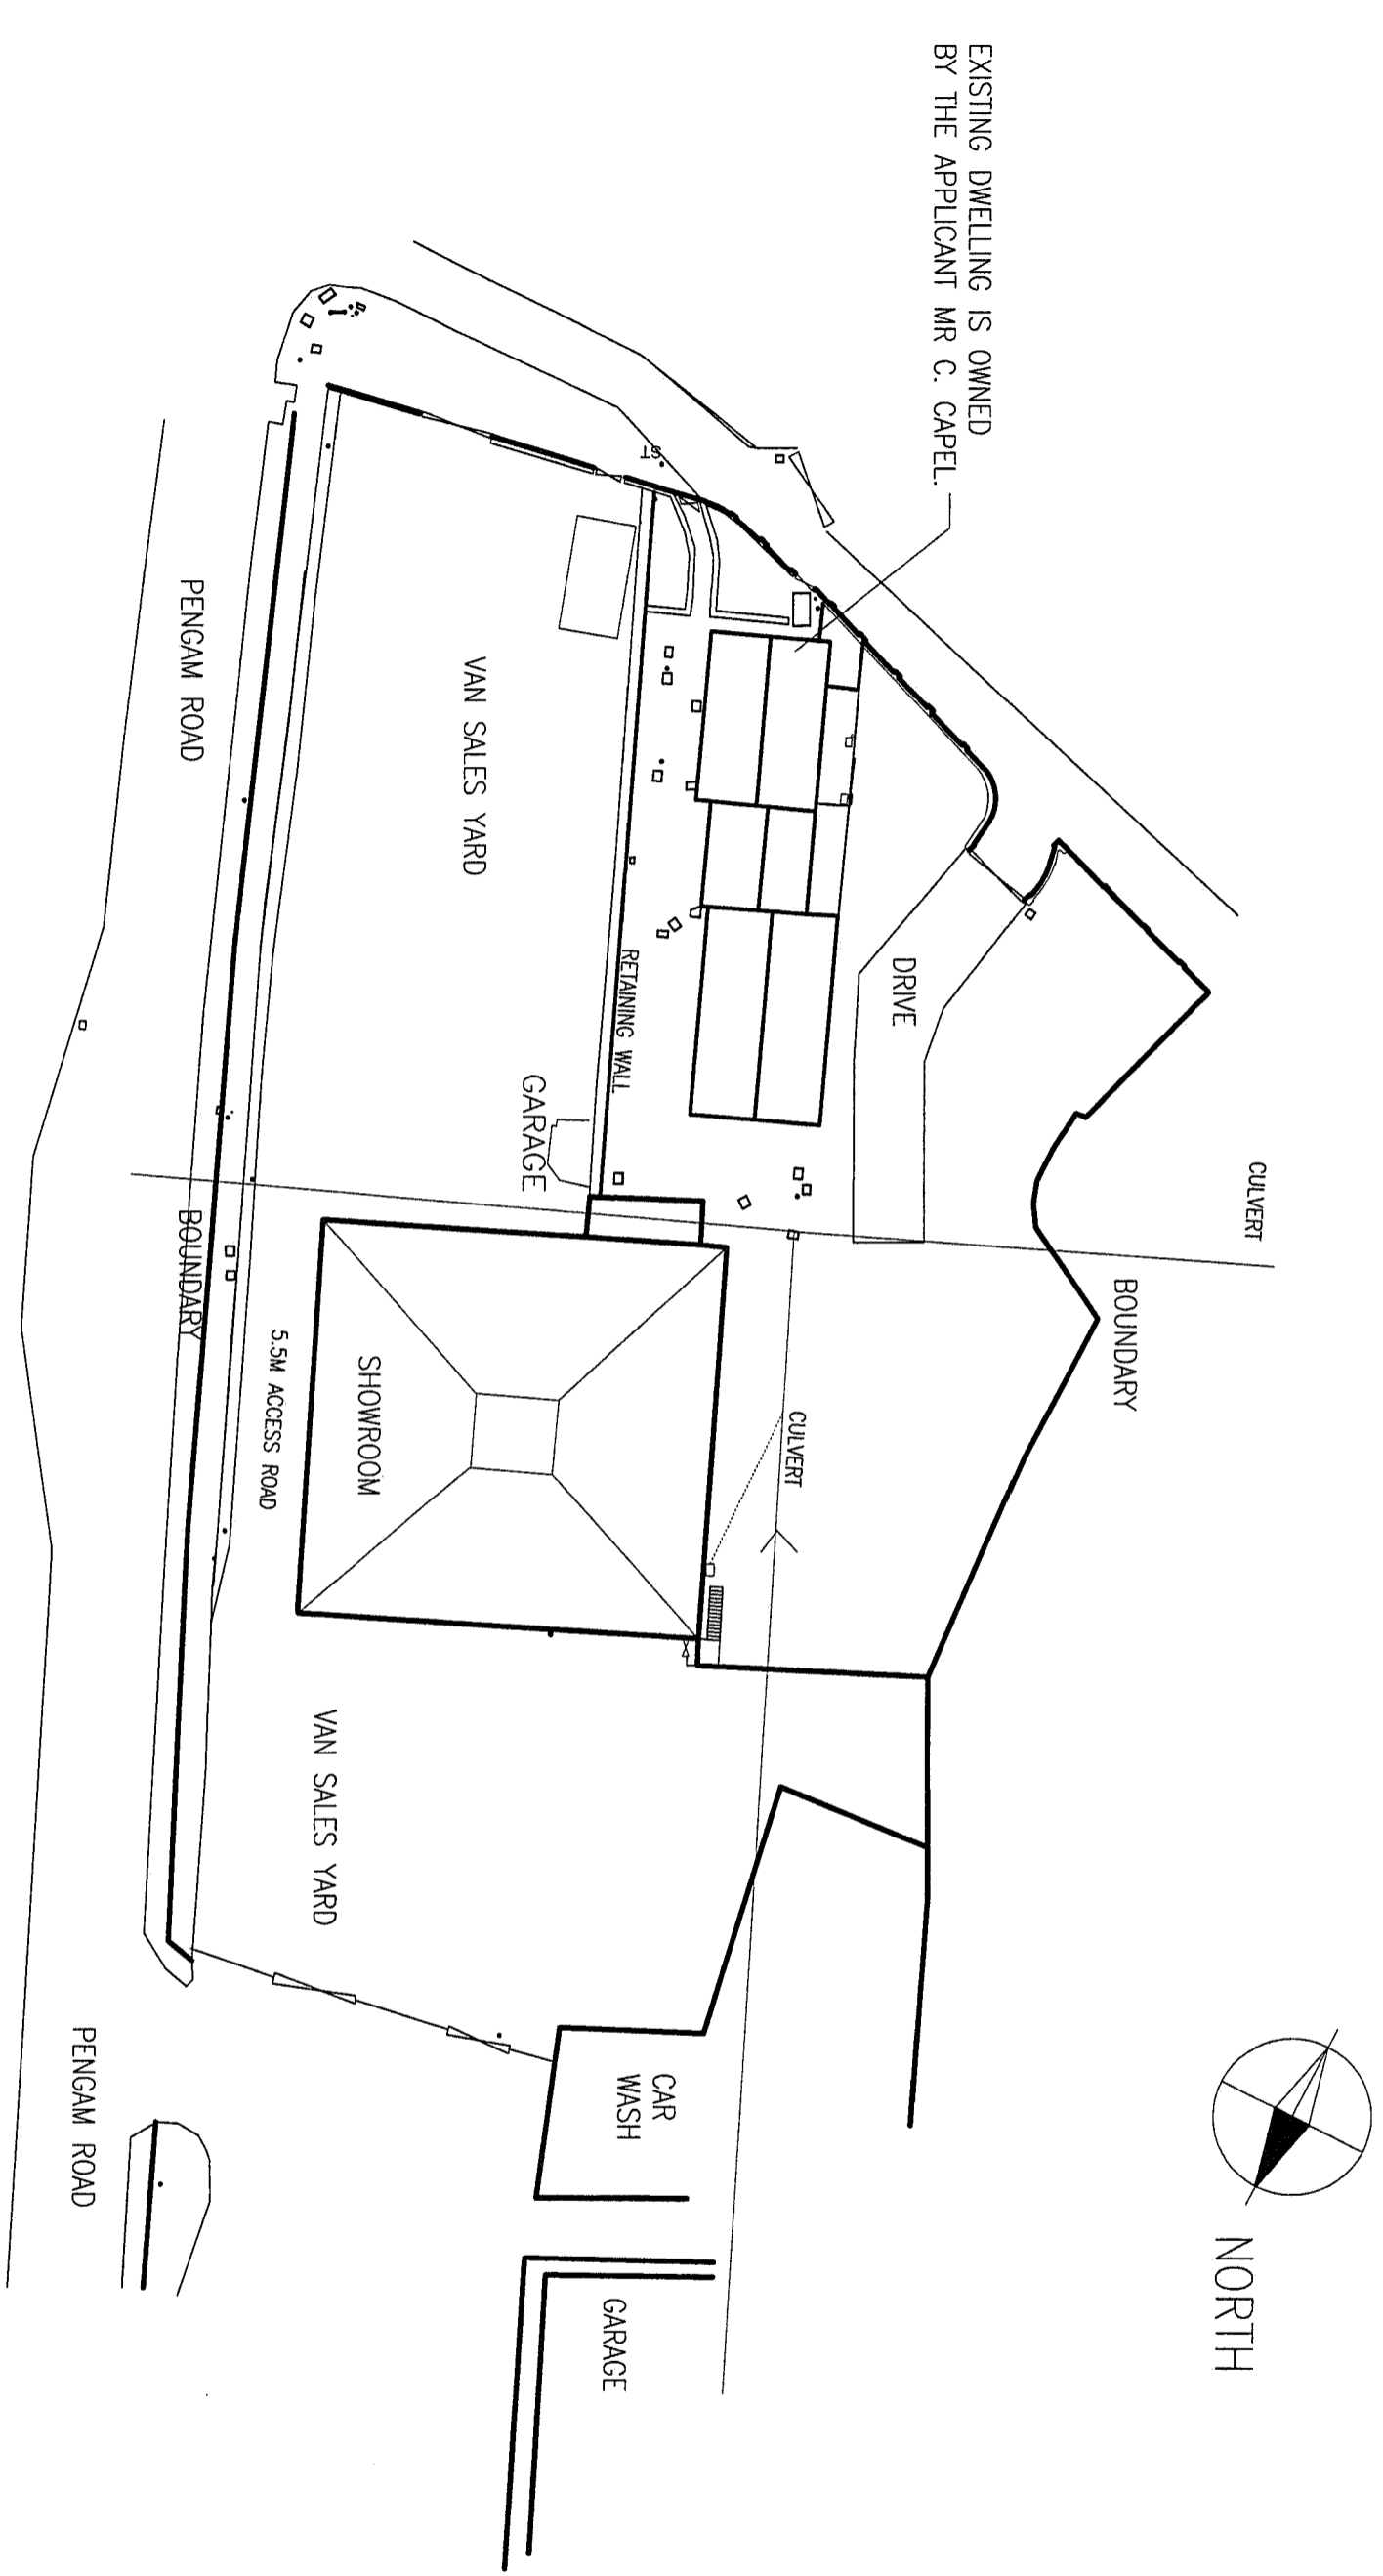 EXISTING DWELLING IS OWNED
BY THE APPLICANT MR C. CAPEL.
CULVERT
BOUNDARY
DRIVE
ST
RETAINING WALL
GARAGE
VAN SALES YARD
PENGAM ROAD
BOUNDARY
5.5M ACCESS ROAD
SHOWROOM
CULVERT
VAN SALES YARD
CAR
WASH
GARAGE
PENGAM ROAD
NORTH